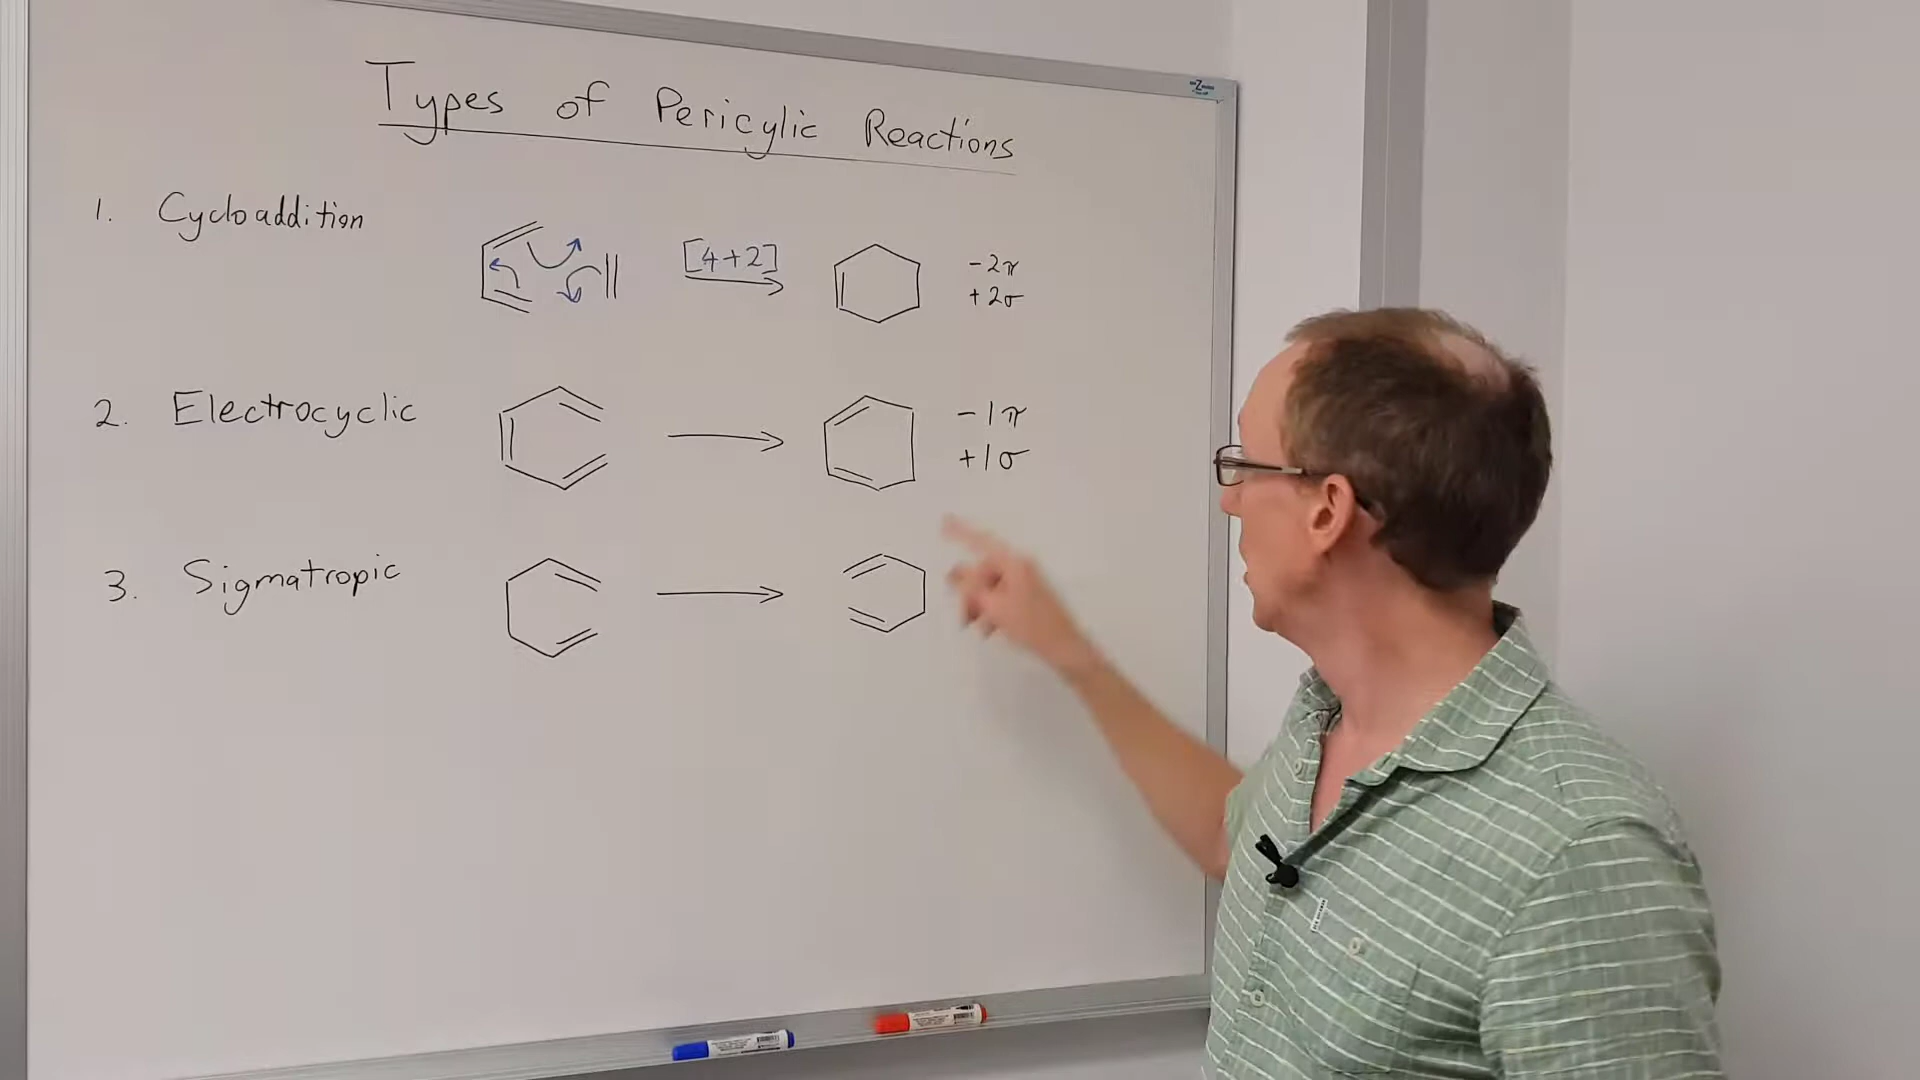 Types of Pericylic Reactions
1. Cycloaddition
[4+2]
-2π
+2σ
2. Electrocyclic
-1π
+1σ
3. Sigmatropic